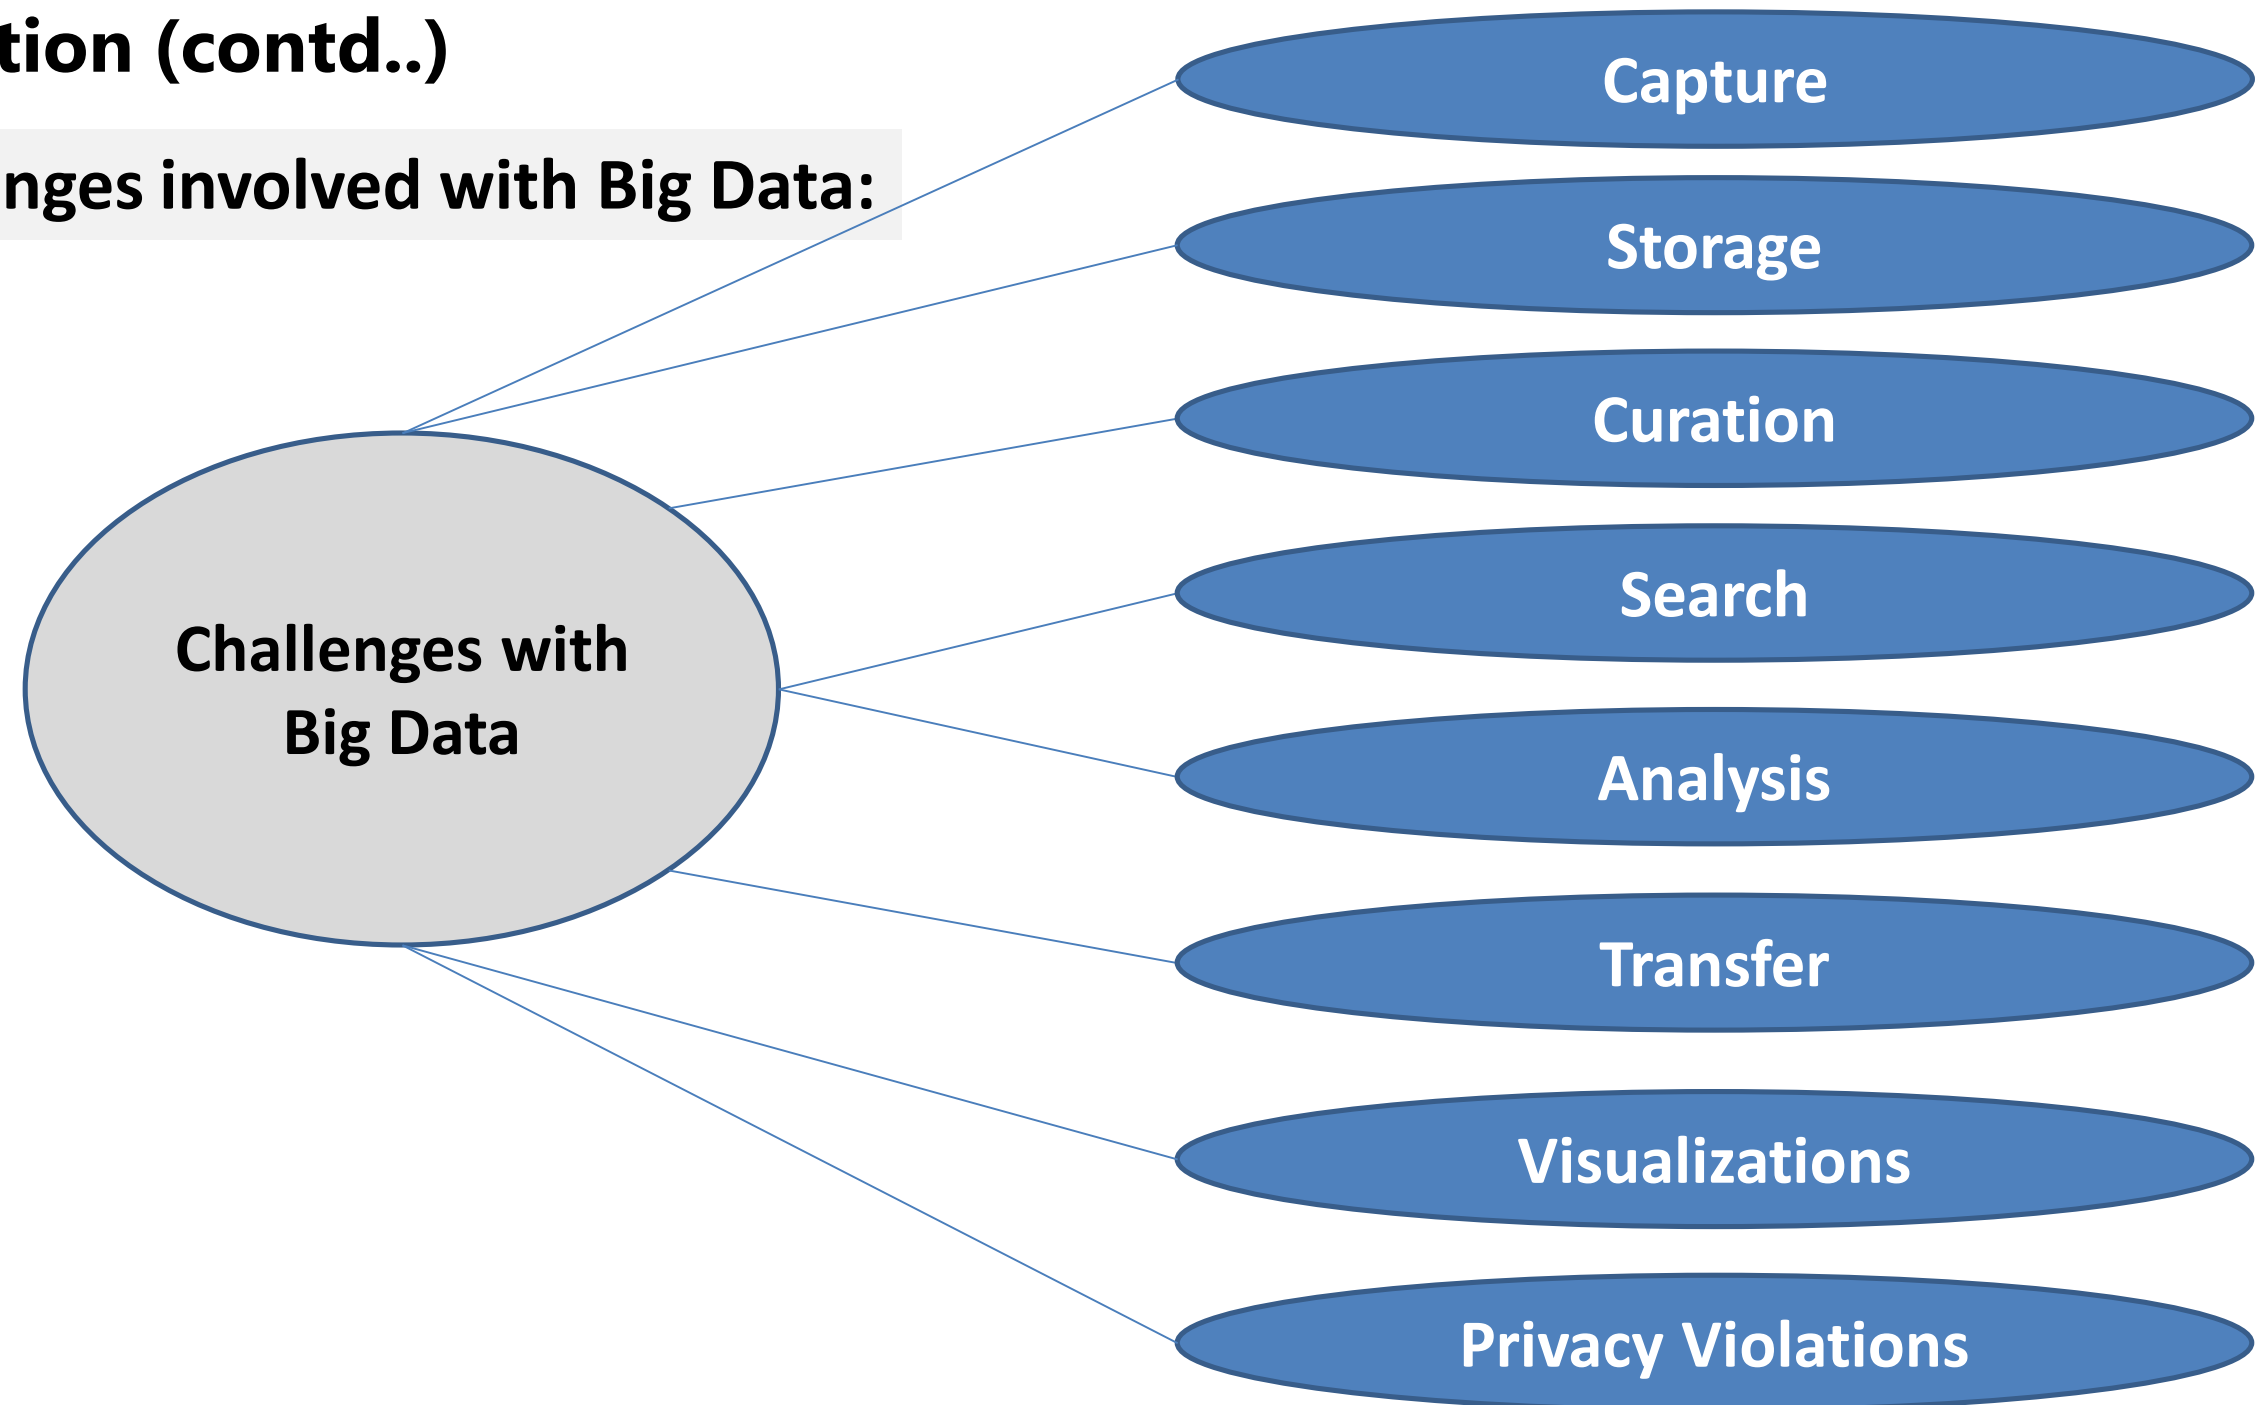 tion (contd..)
nges involved with Big Data:
Capture
Storage
Curation
Search
Challenges with
Big Data
Analysis
Transfer
Visualizations
Privacy Violations